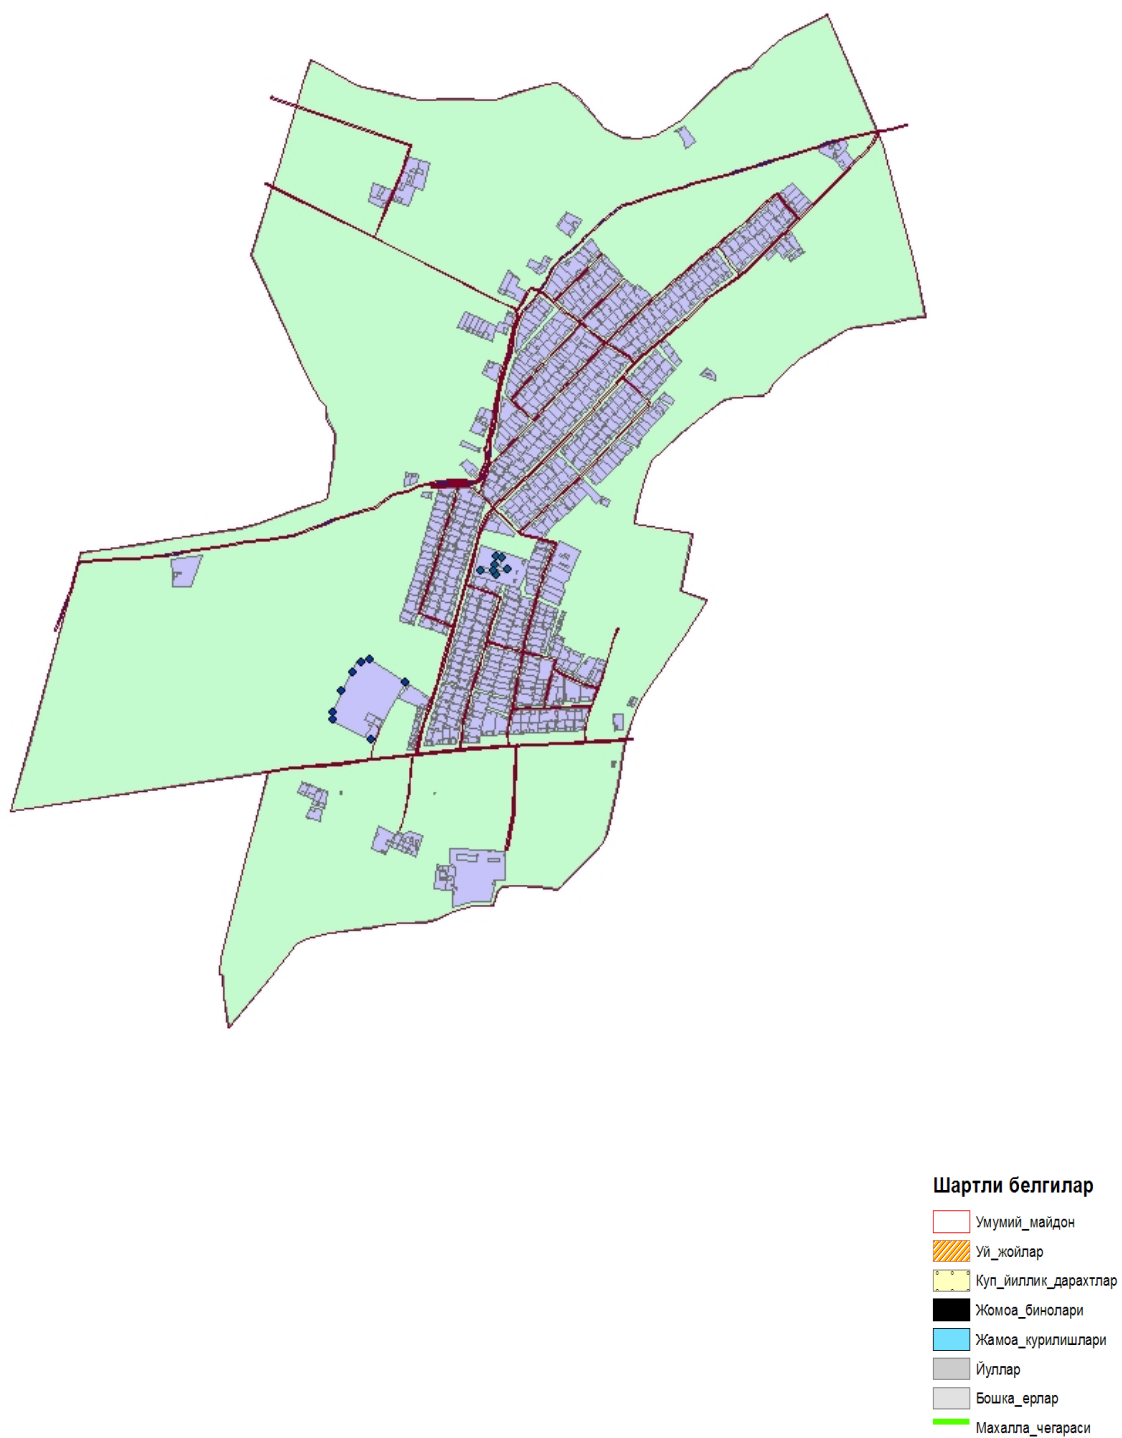 Шартли белгилар
Умумий_майдон
Уй_жойлар
Куп_йиллик_дарахтлар
Жомоа_бинолари
Жамоа_курилишлари
Йуллар
Бошка_ерлар
Махалла_чегараси